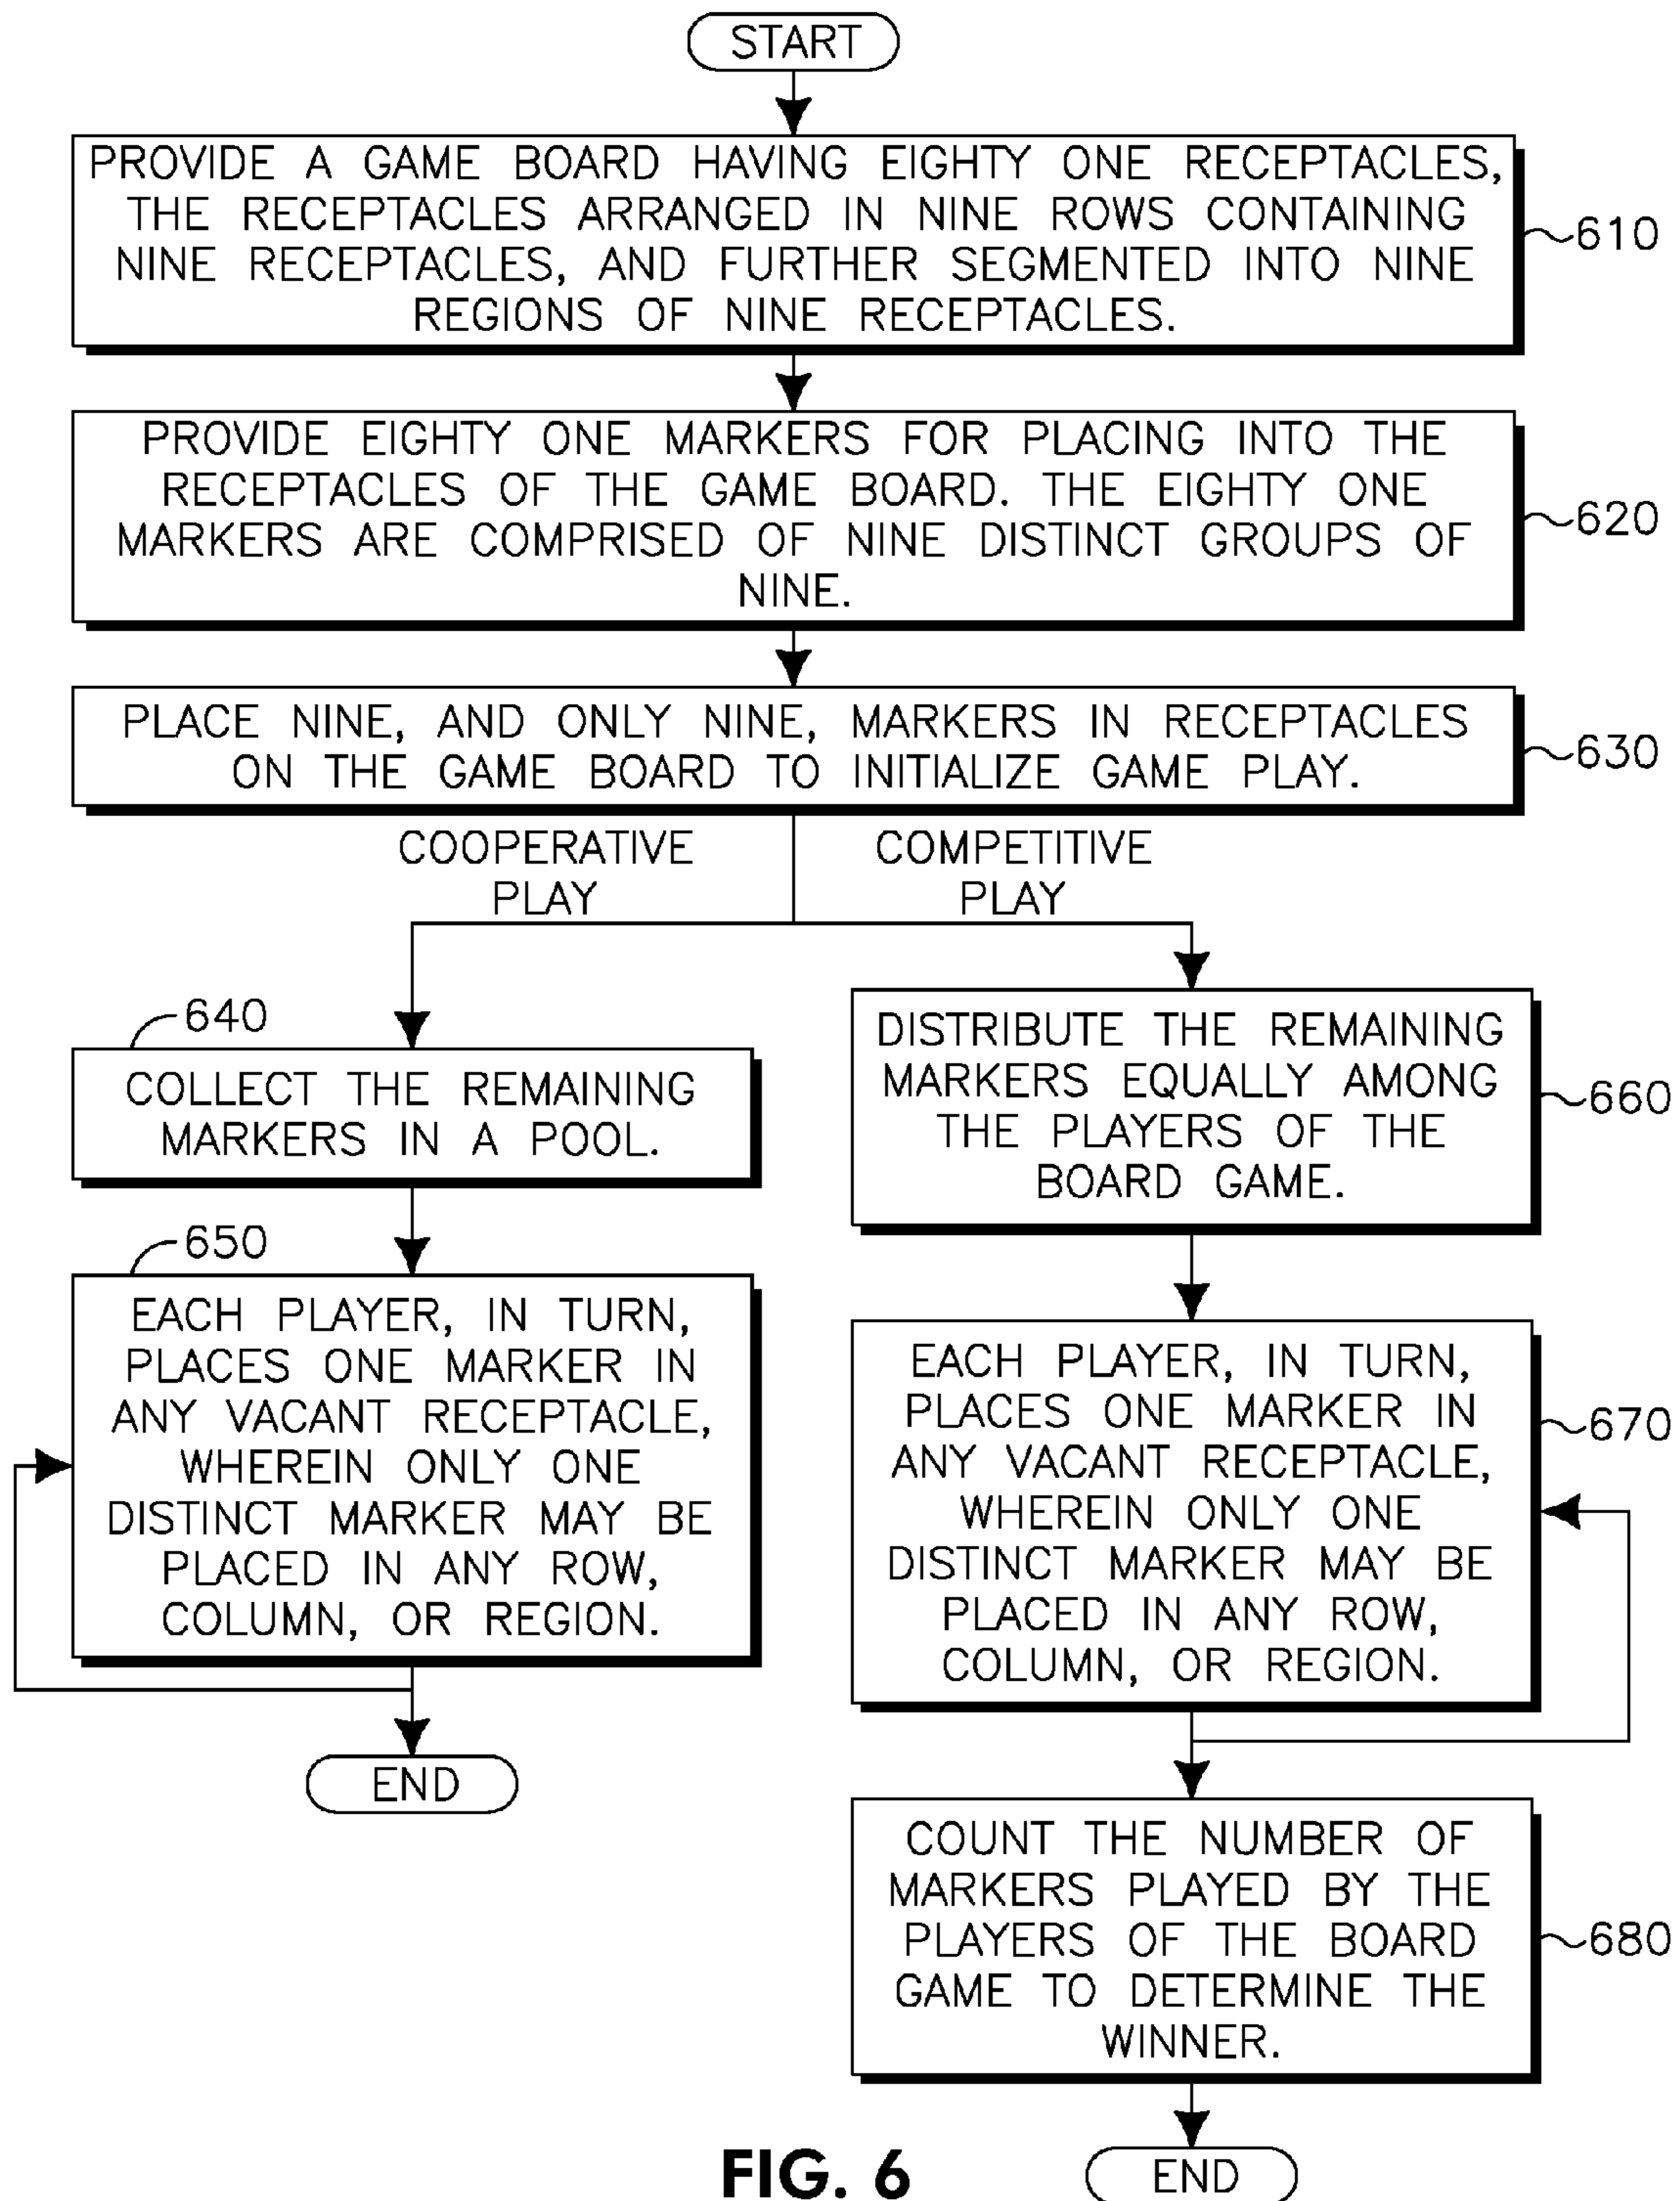 START
PROVIDE A GAME BOARD HAVING EIGHTY ONE RECEPTACLES,
THE RECEPTACLES ARRANGED IN NINE ROWS CONTAINING
NINE RECEPTACLES, AND FURTHER SEGMENTED INTO NINE
REGIONS OF NINE RECEPTACLES.
610
PROVIDE EIGHTY ONE MARKERS FOR PLACING INTO THE
RECEPTACLES OF THE GAME BOARD. THE EIGHTY ONE
MARKERS ARE COMPRISED OF NINE DISTINCT GROUPS OF
NINE.
620
PLACE NINE, AND ONLY NINE, MARKERS IN RECEPTACLES
ON THE GAME BOARD TO INITIALIZE GAME PLAY.
630
COOPERATIVE
PLAY
COMPETITIVE
PLAY
640
COLLECT THE REMAINING
MARKERS IN A POOL.
650
EACH PLAYER, IN TURN,
PLACES ONE MARKER IN
ANY VACANT RECEPTACLE,
WHEREIN ONLY ONE
DISTINCT MARKER MAY BE
PLACED IN ANY ROW,
COLUMN, OR REGION.
END
DISTRIBUTE THE REMAINING
MARKERS EQUALLY AMONG
THE PLAYERS OF THE
BOARD GAME.
660
EACH PLAYER, IN TURN,
PLACES ONE MARKER IN
ANY VACANT RECEPTACLE,
WHEREIN ONLY ONE
DISTINCT MARKER MAY BE
PLACED IN ANY ROW,
COLUMN, OR REGION.
670
COUNT THE NUMBER OF
MARKERS PLAYED BY THE
PLAYERS OF THE BOARD
GAME TO DETERMINE THE
WINNER.
680
END
FIG. 6